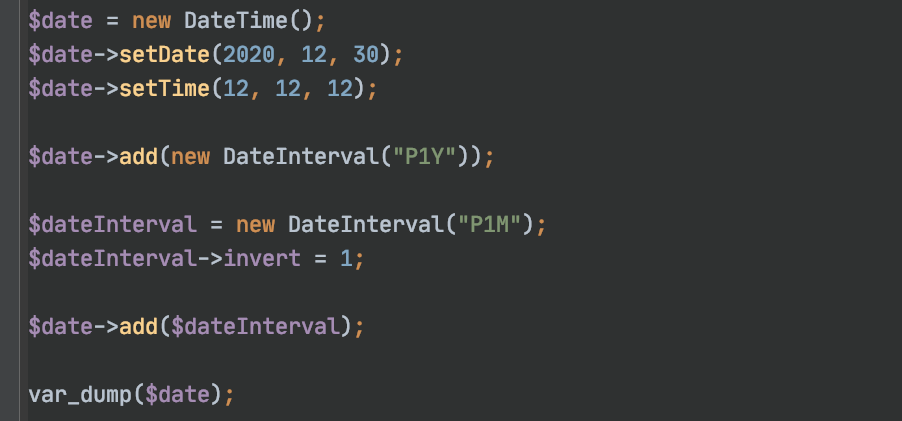 $date = new DateTime();
$date->setDate(2020, 12, 30);
$date->setTime(12, 12, 12);
$date->add(new DateInterval("P1Y"));
$dateInterval = new DateInterval("P1M");
$dateInterval->invert = 1;
$date->add($dateInterval);
var_dump($date);